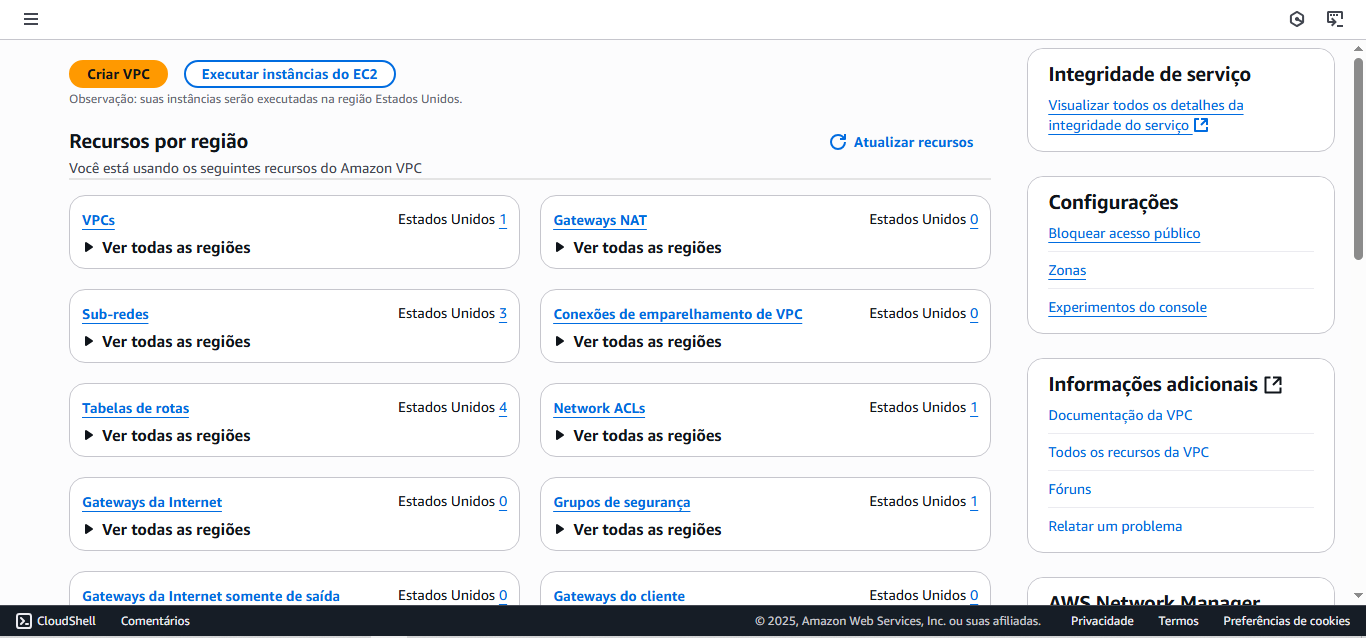 Criar VPC
Executar instâncias do EC2
Observação: suas instâncias serão executadas na região Estados Unidos.
Recursos por região
Atualizar recursos
Você está usando os seguintes recursos do Amazon VPC
VPCs
Estados Unidos 1
Ver todas as regiões
Gateways NAT
Estados Unidos 0
Ver todas as regiões
Sub-redes
Estados Unidos 3
Ver todas as regiões
Conexões de emparelhamento de VPC
Estados Unidos 0
Ver todas as regiões
Tabelas de rotas
Estados Unidos 4
Ver todas as regiões
Network ACLs
Estados Unidos 1
Ver todas as regiões
Gateways da Internet
Estados Unidos 0
Ver todas as regiões
Grupos de segurança
Estados Unidos 1
Ver todas as regiões
Gateways da Internet somente de saída
Estados Unidos 0
Gateways do cliente
Estados Unidos 0
Integridade de serviço
Visualizar todos os detalhes da
integridade do serviço
Configurações
Bloquear acesso público
Zonas
Experimentos do console
Informações adicionais
Documentação da VPC
Todos os recursos da VPC
Fóruns
Relatar um problema
AWS Network Manager
CloudShell
Comentários
© 2025, Amazon Web Services, Inc. ou suas afiliadas.
Privacidade
Termos
Preferências de cookies